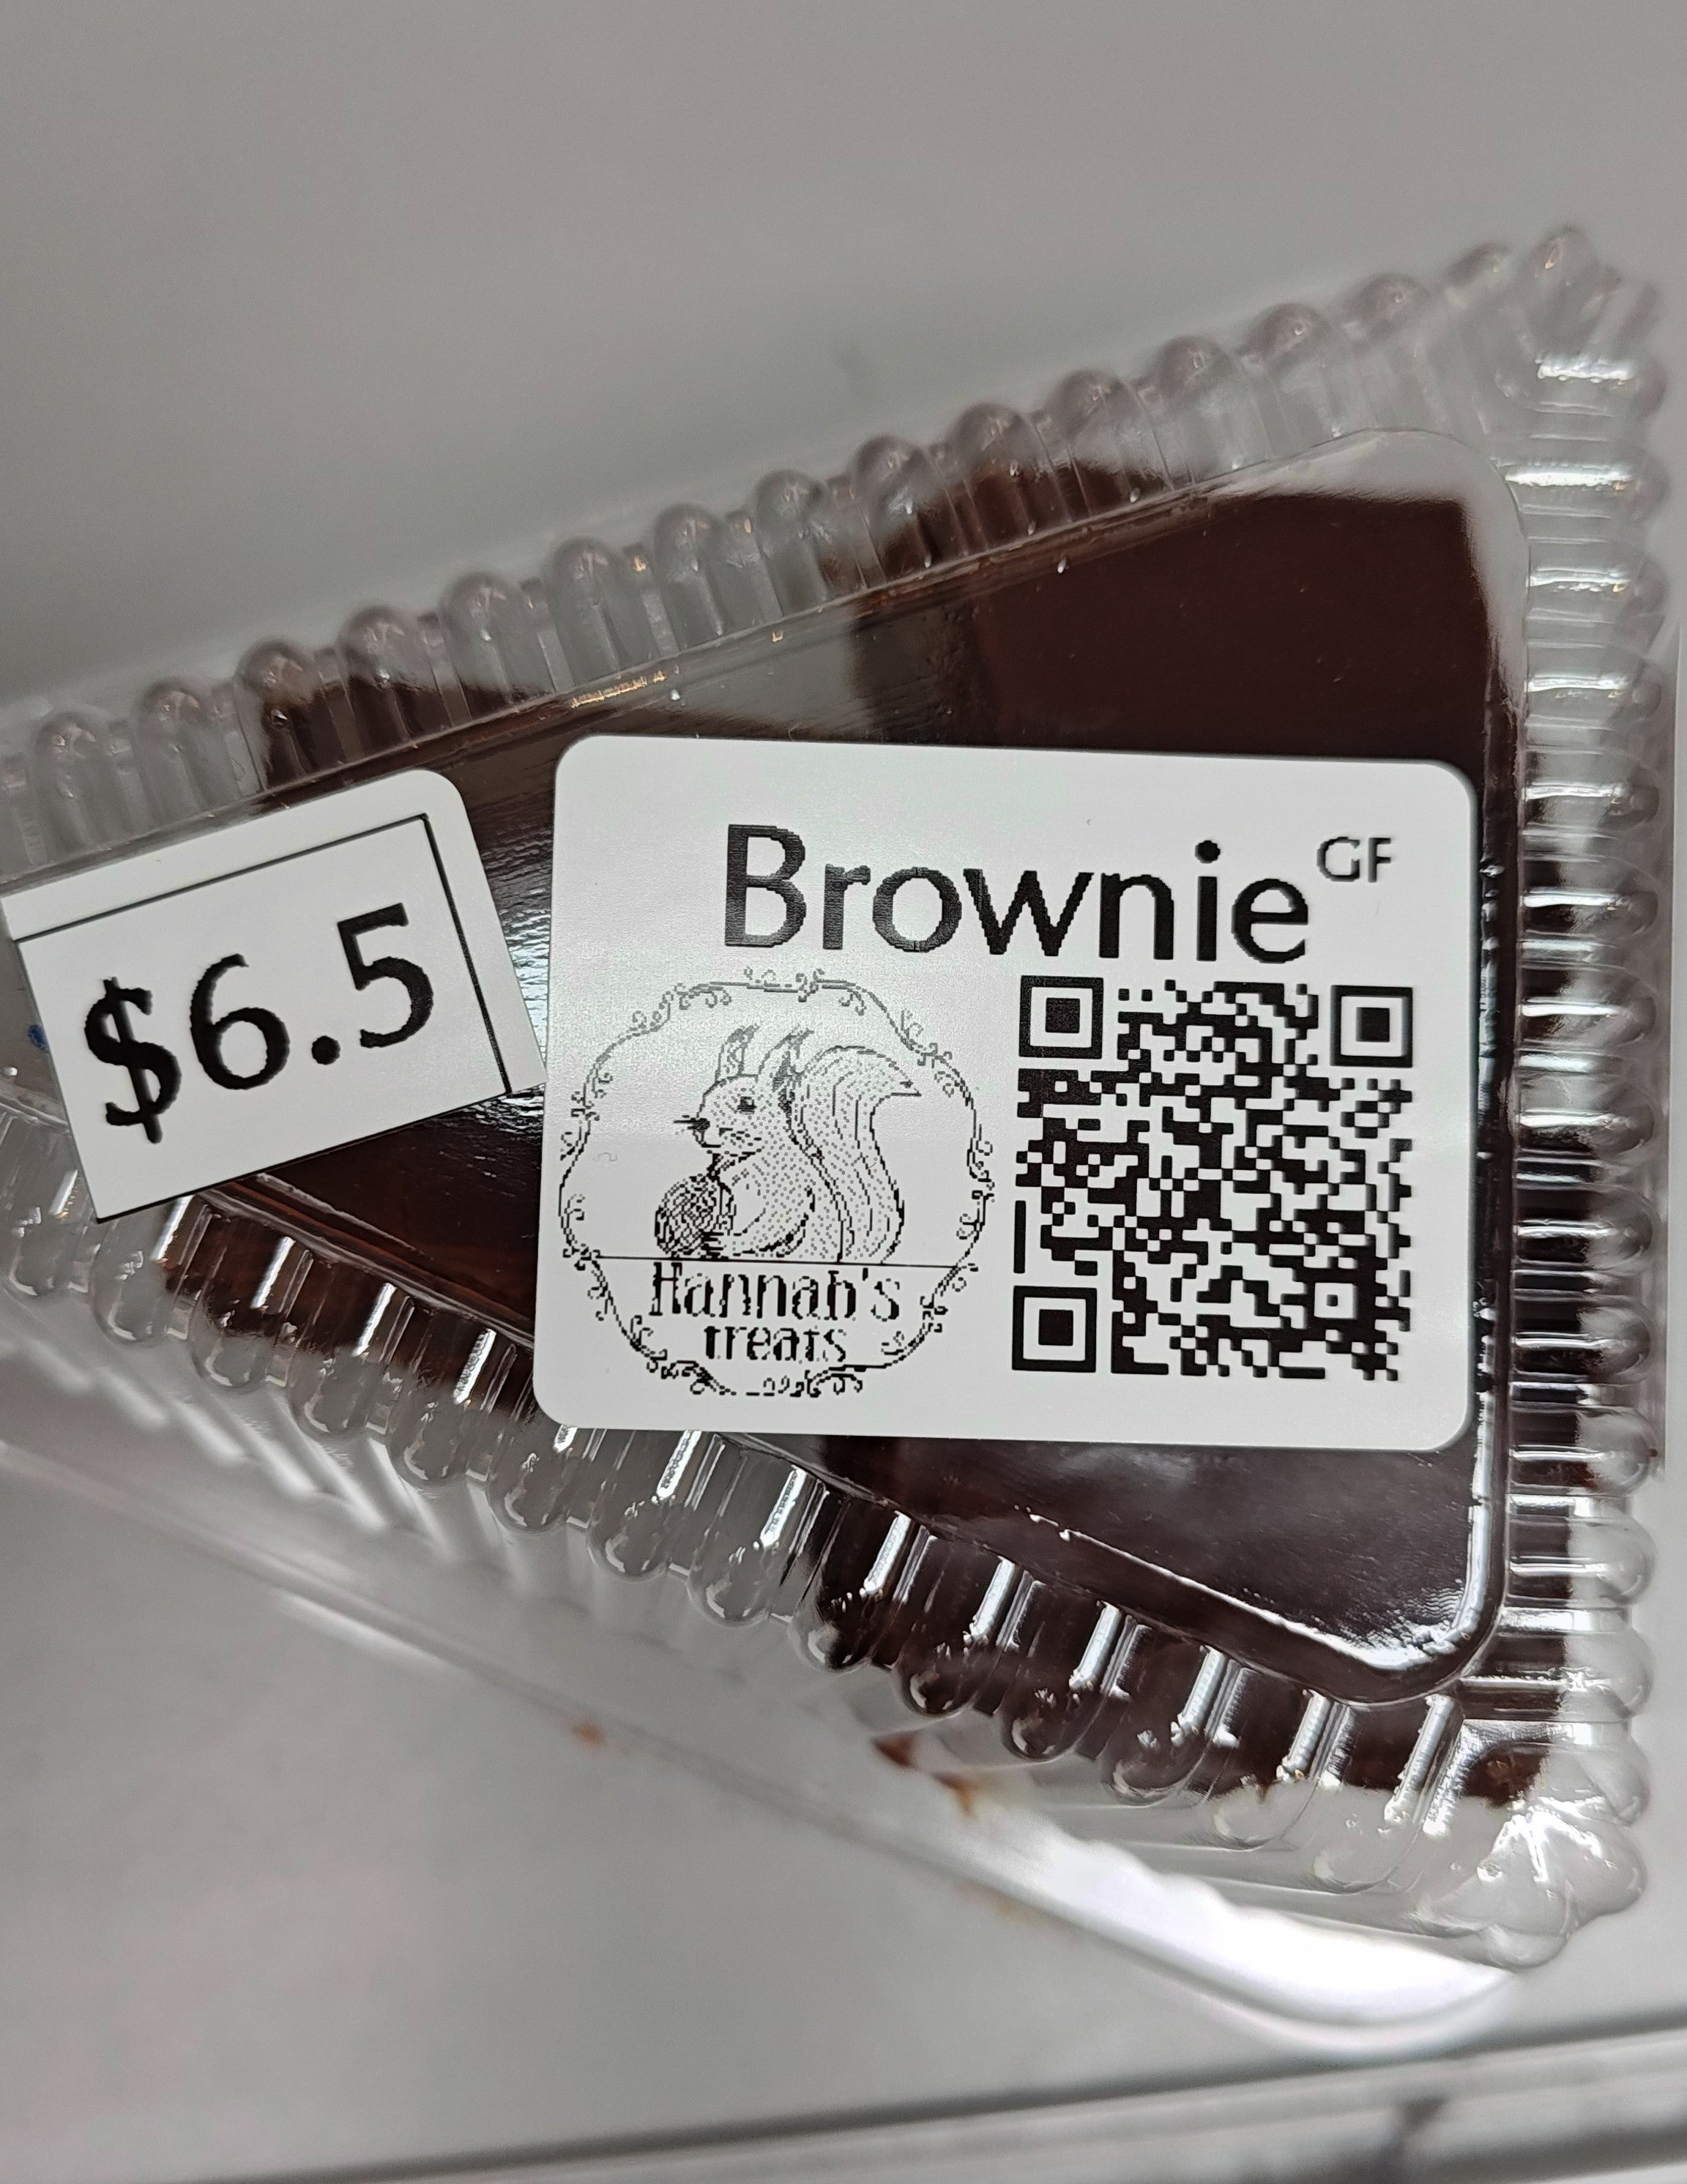 $6.5
Brownie GF
Hannah's
treats